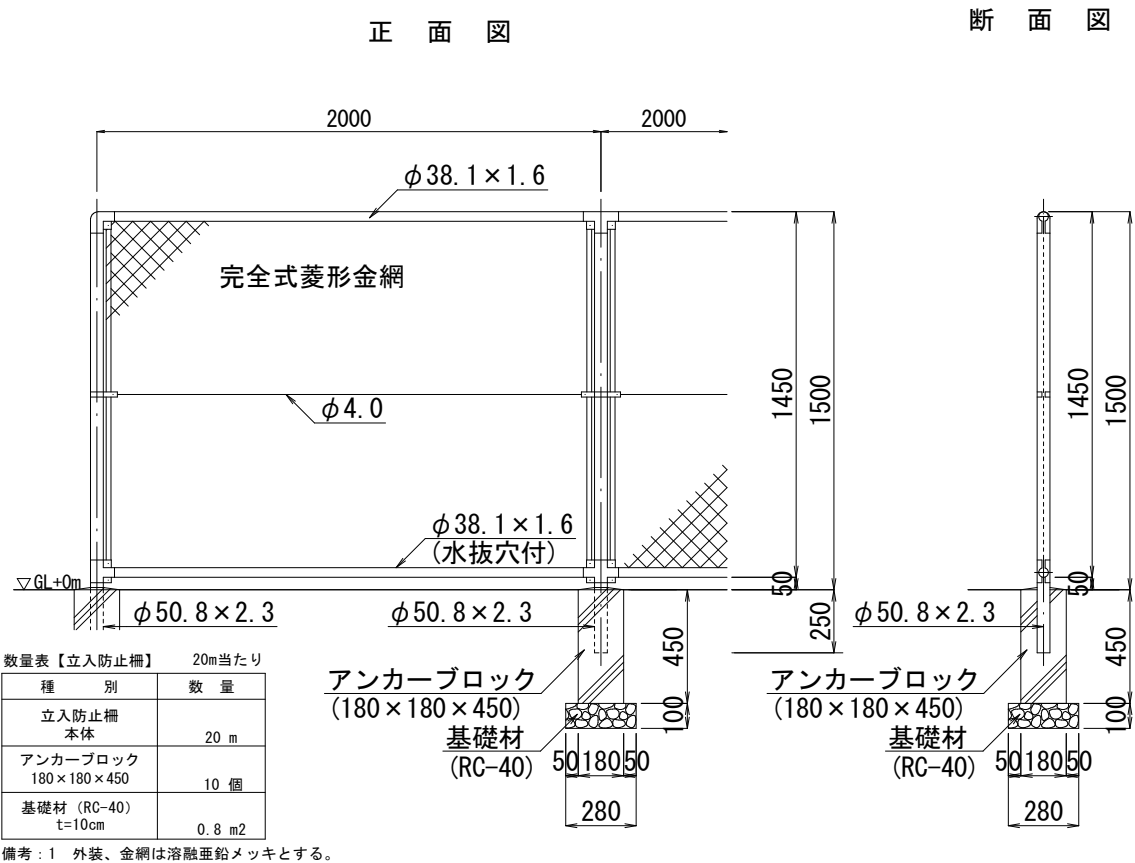 正 面 図
断 面 図
2000
2000
φ38.1×1.6
完全式菱形金網
φ4.0
φ38.1×1.6
(水抜穴付)
1450
1500
50
250
450
100
▽GL+0m
φ50.8×2.3
φ50.8×2.3
アンカーブロック
(180×180×450)
基礎材
(RC-40)
50
180
50
280
1450
1500
50
φ50.8×2.3
450
100
アンカーブロック
(180×180×450)
基礎材
(RC-40)
50
180
50
280
数量表【立入防止柵】 20m当たり
種 別 数 量
立入防止柵
本体 20 m
アンカーブロック
180×180×450 10 個
基礎材 (RC-40)
t=10cm 0.8 m2
備考:1 外装、金網は溶融亜鉛メッキとする。